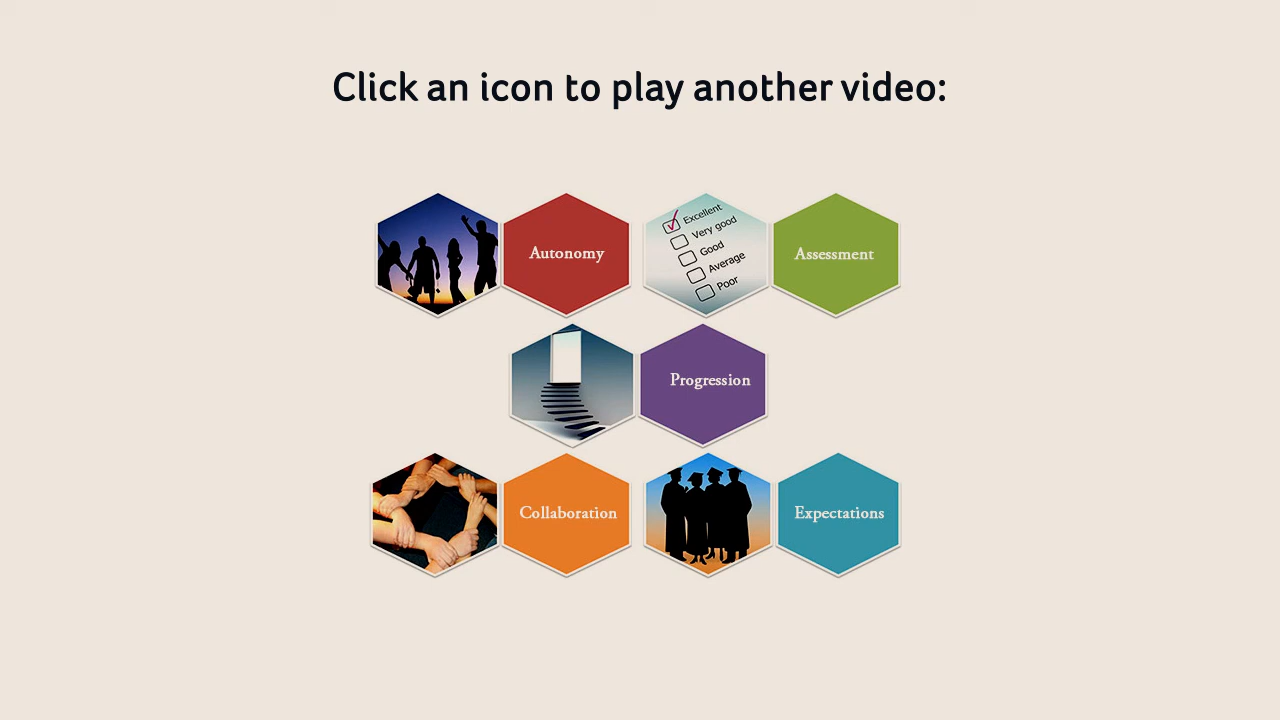 Click an icon to play another video:
Autonomy
Excellent
Very good
Good
Average
Poor
Assessment
Progression
Collaboration
Expectations